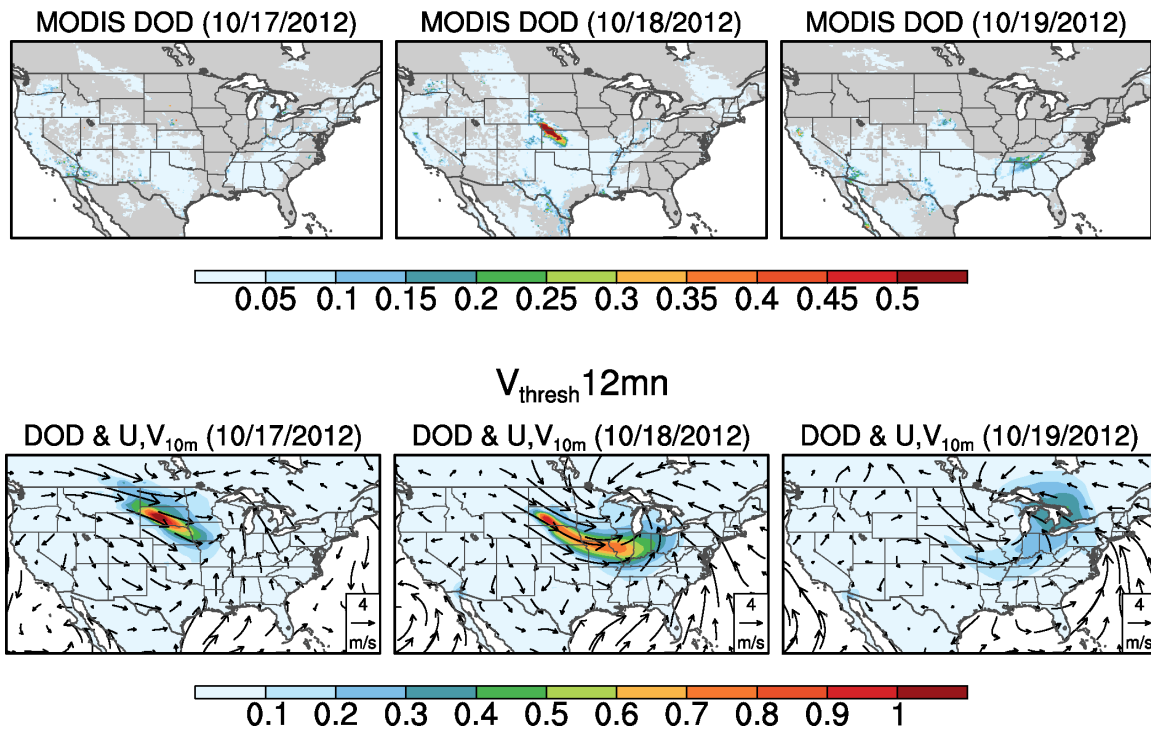 MODIS DOD (10/17/2012) MODIS DOD (10/18/2012) MODIS DOD (10/19/2012)
0.05 0.1 0.15 0.2 0.25 0.3 0.35 0.4 0.45 0.5
Vthresh12mn
DOD & U,V10m (10/17/2012) DOD & U,V10m (10/18/2012) DOD & U,V10m (10/19/2012)
4 4 4
m/s m/s m/s
0.1 0.2 0.3 0.4 0.5 0.6 0.7 0.8 0.9 1